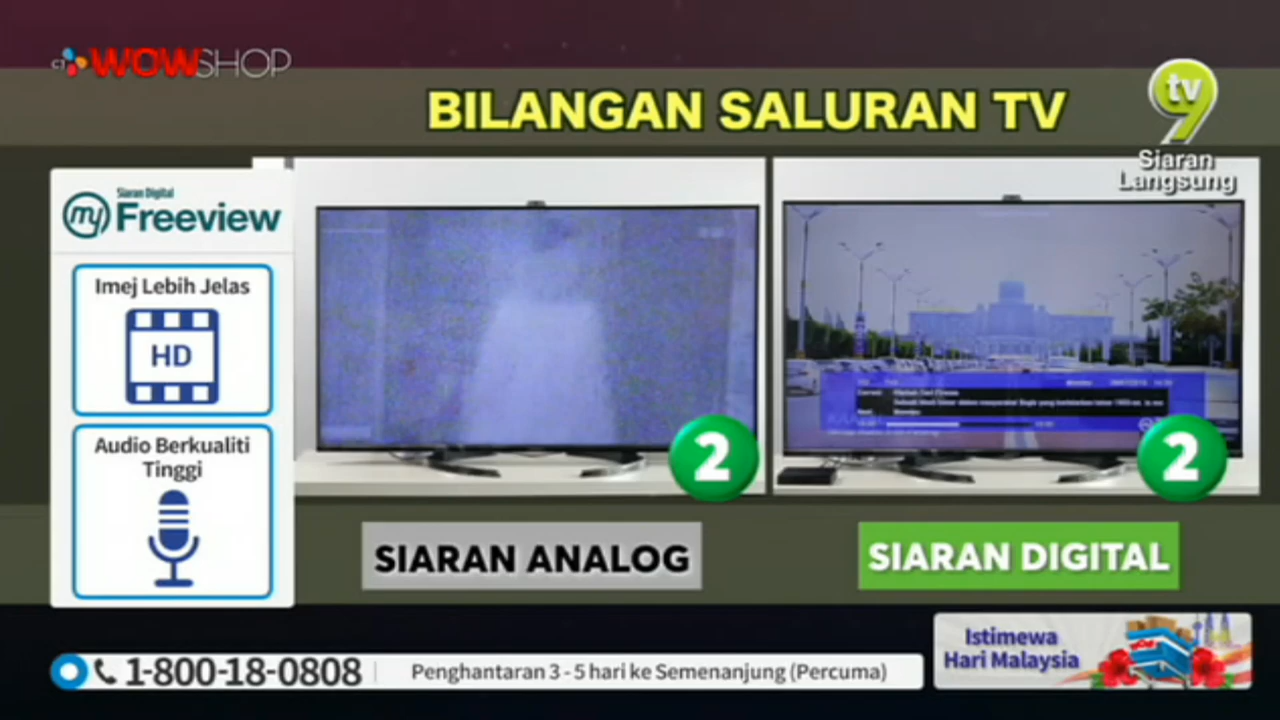 CJ WOWSHOP
BILANGAN SALURAN TV
tv9
Siaran
Langsung
Siaran Digital
my Freeview
Imej Lebih Jelas
HD
Audio Berkualiti
Tinggi
2
2
SIARAN ANALOG
SIARAN DIGITAL
Istimewa
Hari Malaysia
1-800-18-0808
Penghantaran 3 - 5 hari ke Semenanjung (Percuma)